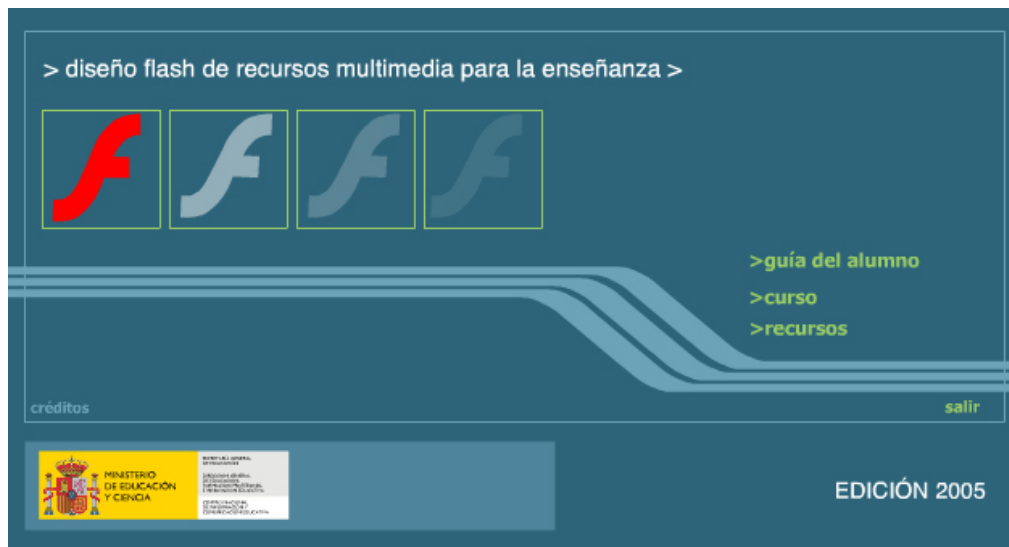 > diseño flash de recursos multimedia para la enseñanza >
>guía del alumno
>curso
>recursos
créditos
salir
MINISTERIO
DE EDUCACIÓN
Y CIENCIA
EDICIÓN 2005